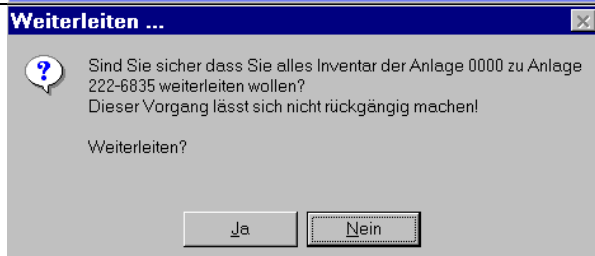 Weiterleiten ...
Sind Sie sicher dass Sie alles Inventar der Anlage 0000 zu Anlage
222-6835 weiterleiten wollen?
Dieser Vorgang lässt sich nicht rückgängig machen!
Weiterleiten?
Ja
Nein